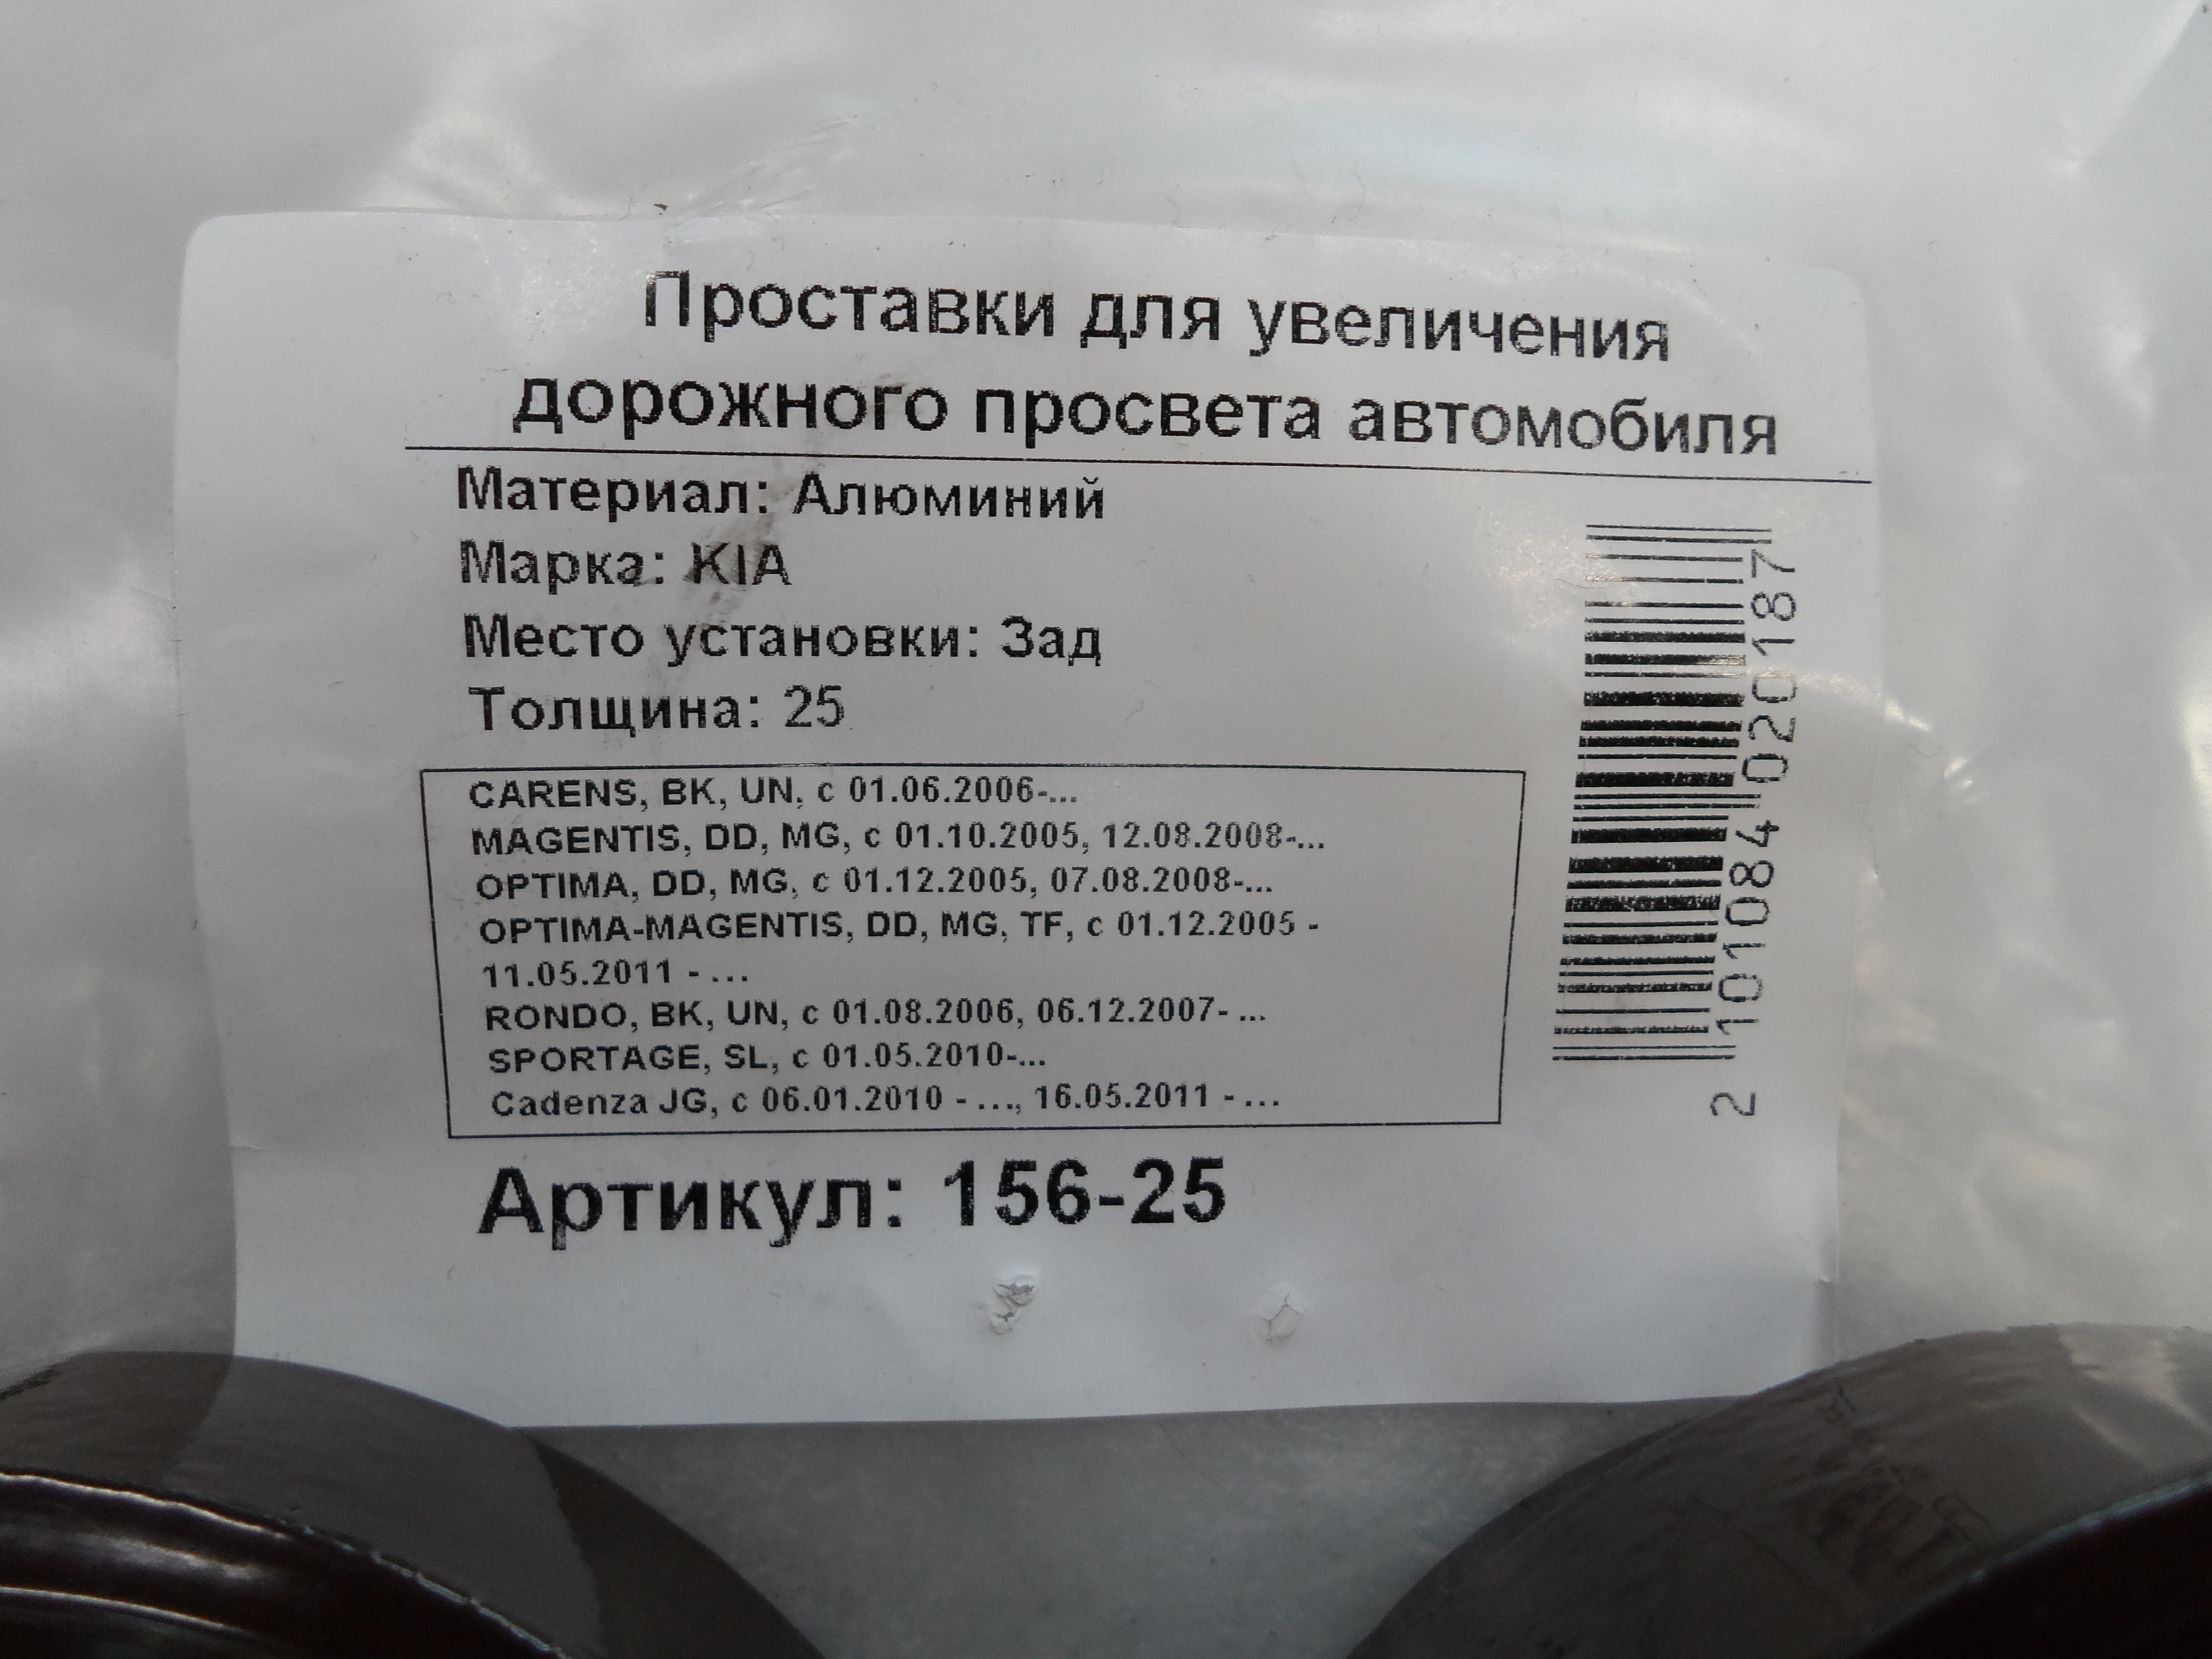 Проставки для увеличения
дорожного просвета автомобиля
Материал: Алюминий
Марка: KIA
Место установки: Зад
Толщина: 25
CARENS, BK, UN, с 01.06.2006-...
MAGENTIS, DD, MG, с 01.10.2005, 12.08.2008-...
OPTIMA, DD, MG, с 01.12.2005, 07.08.2008-...
OPTIMA-MAGENTIS, DD, MG, TF, с 01.12.2005 -
11.05.2011 - ...
RONDO, BK, UN, с 01.08.2006, 06.12.2007- ...
SPORTAGE, SL, с 01.05.2010-...
Cadenza JG, с 06.01.2010 - ..., 16.05.2011 - ...
Артикул: 156-25
2 101084 020187